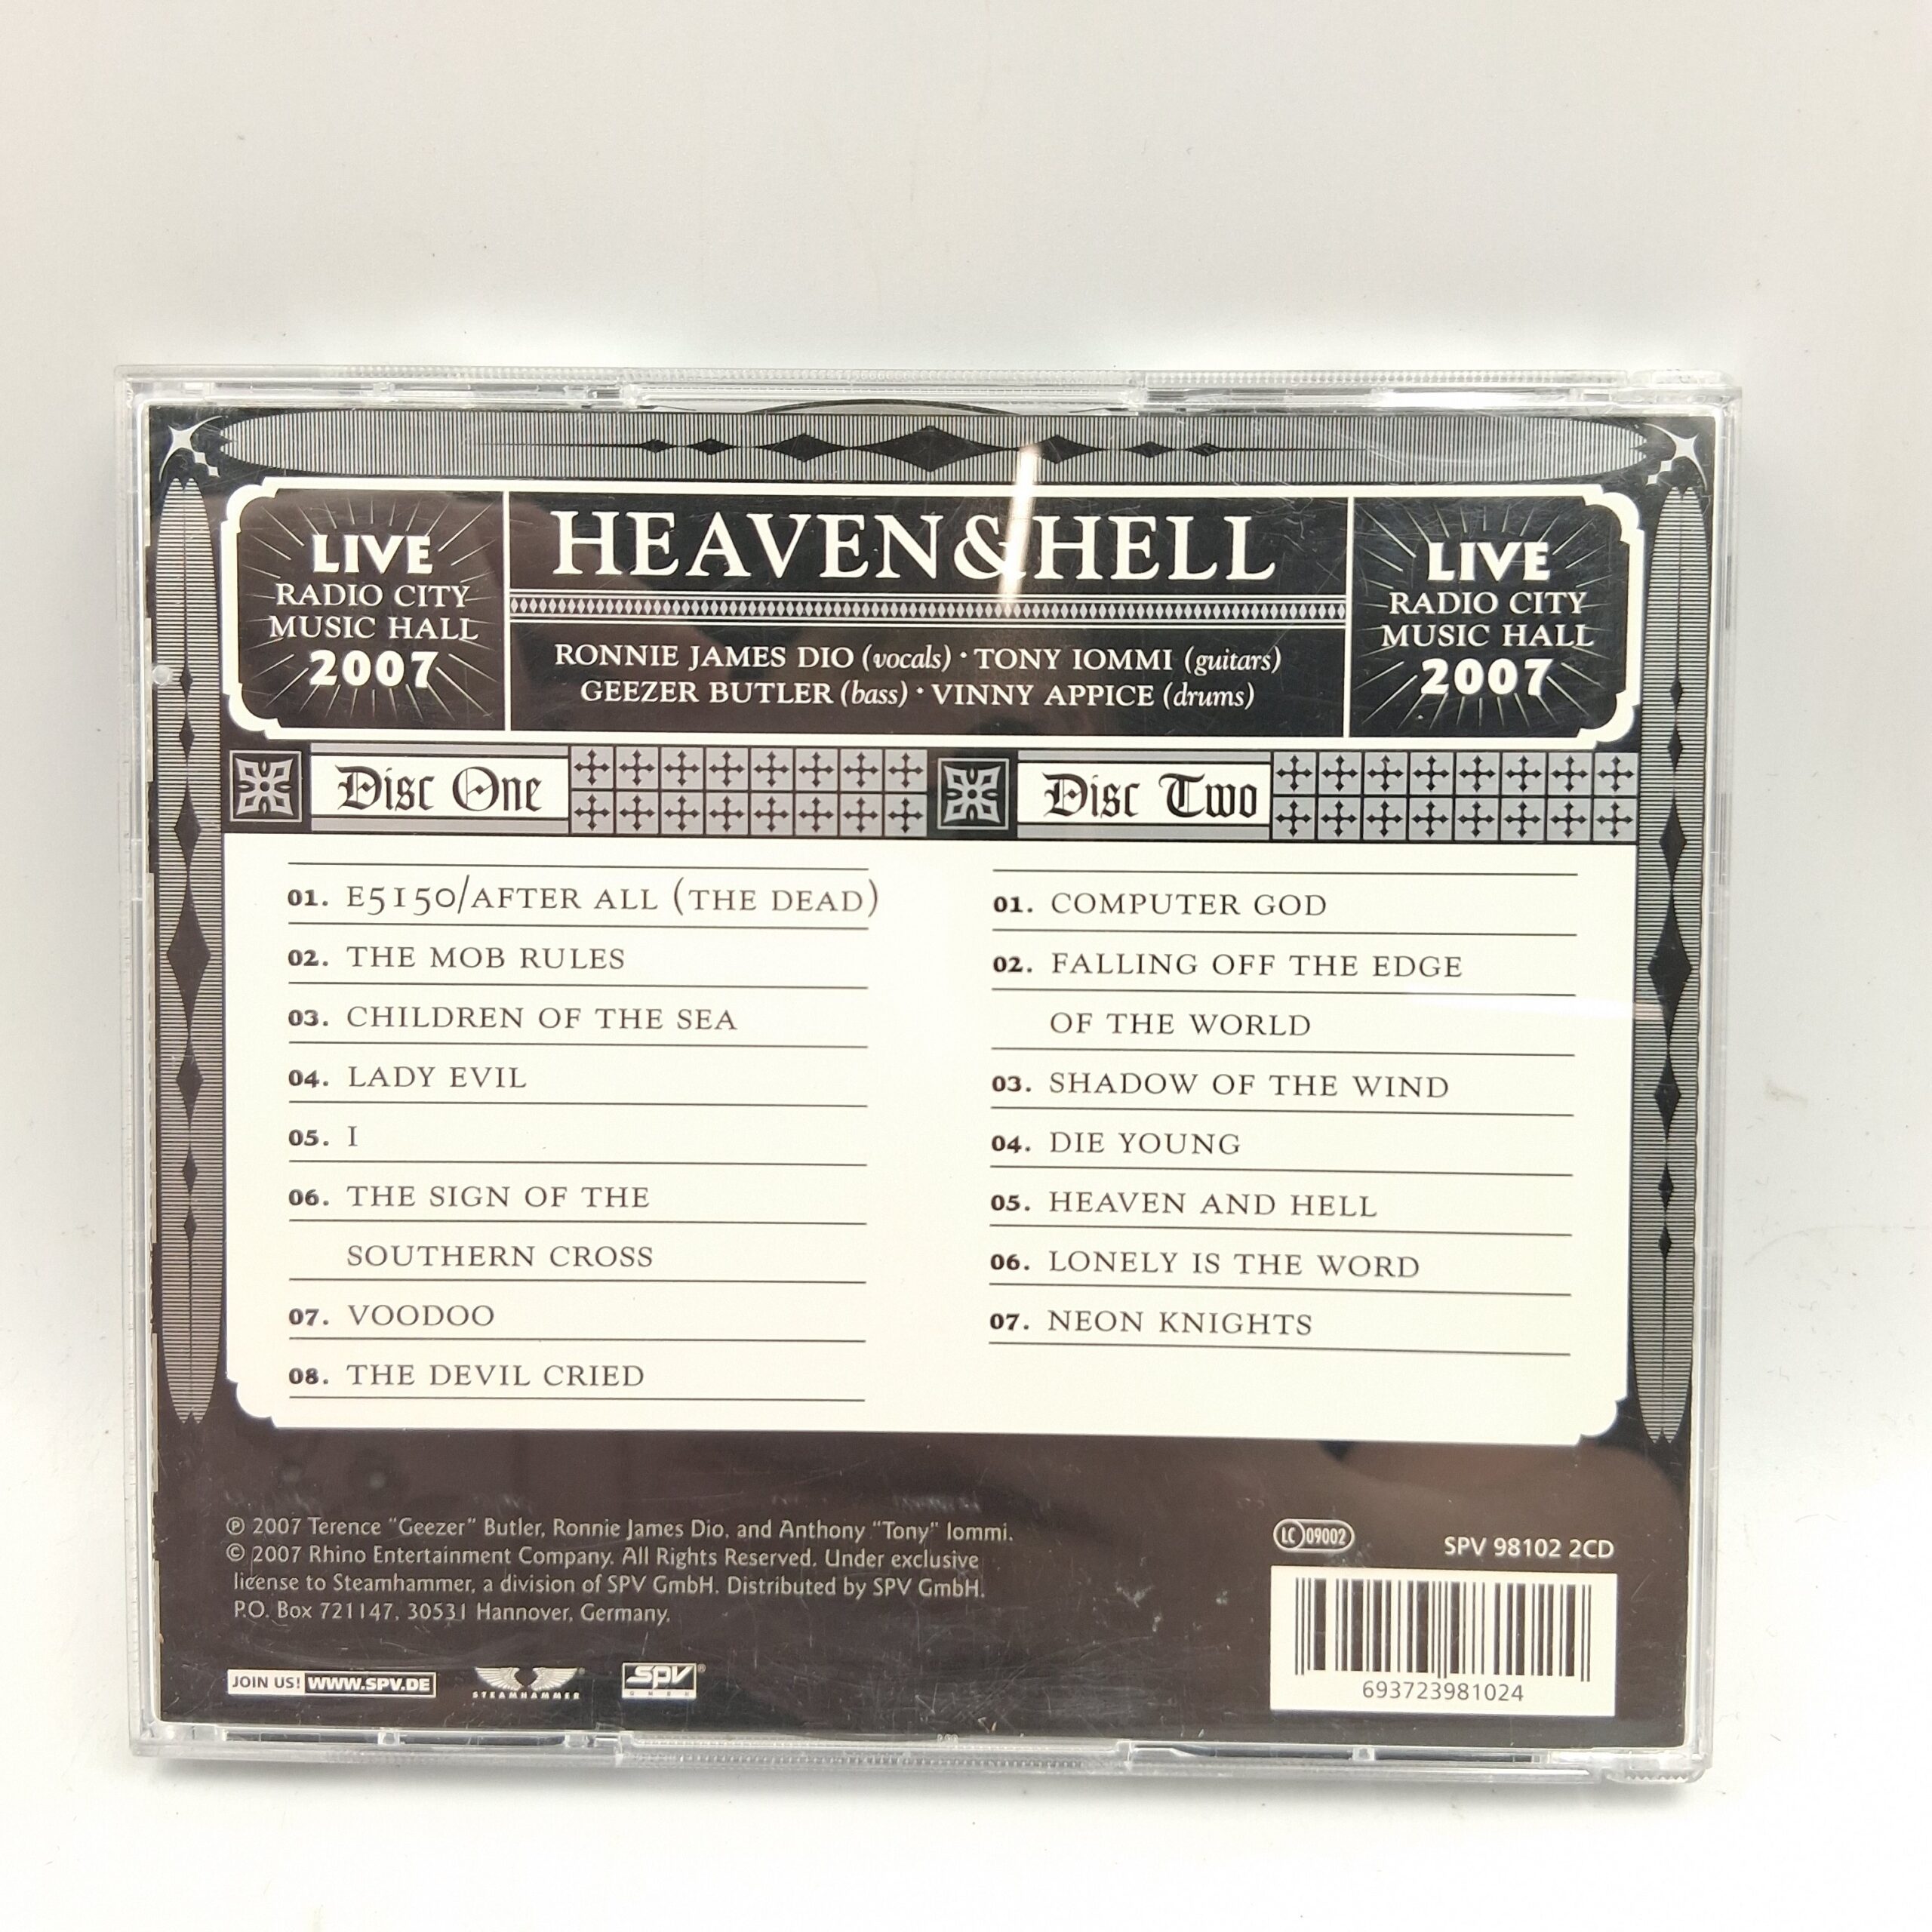 LIVE
RADIO CITY
MUSIC HALL
2007
HEAVEN&HELL
RONNIE JAMES DIO (vocals) • TONY IOMMI (guitars)
GEEZER BUTLER (bass) • VINNY APPICE (drums)
LIVE
RADIO CITY
MUSIC HALL
2007
Disc One
01. E5150/AFTER ALL (THE DEAD)
02. THE MOB RULES
03. CHILDREN OF THE SEA
04. LADY EVIL
05. I
06. THE SIGN OF THE
SOUTHERN CROSS
07. VOODOO
08. THE DEVIL CRIED
Disc Two
01. COMPUTER GOD
02. FALLING OFF THE EDGE
OF THE WORLD
03. SHADOW OF THE WIND
04. DIE YOUNG
05. HEAVEN AND HELL
06. LONELY IS THE WORD
07. NEON KNIGHTS
℗ 2007 Terence "Geezer" Butler, Ronnie James Dio, and Anthony "Tony" Iommi.
© 2007 Rhino Entertainment Company. All Rights Reserved. Under exclusive
license to Steamhammer, a division of SPV GmbH. Distributed by SPV GmbH.
P.O. Box 721147, 30531 Hannover, Germany.
JOIN US! WWW.SPV.DE
STEAMHAMMER
SPV®
GMBH
LC 09002
SPV 98102 2CD
693723981024